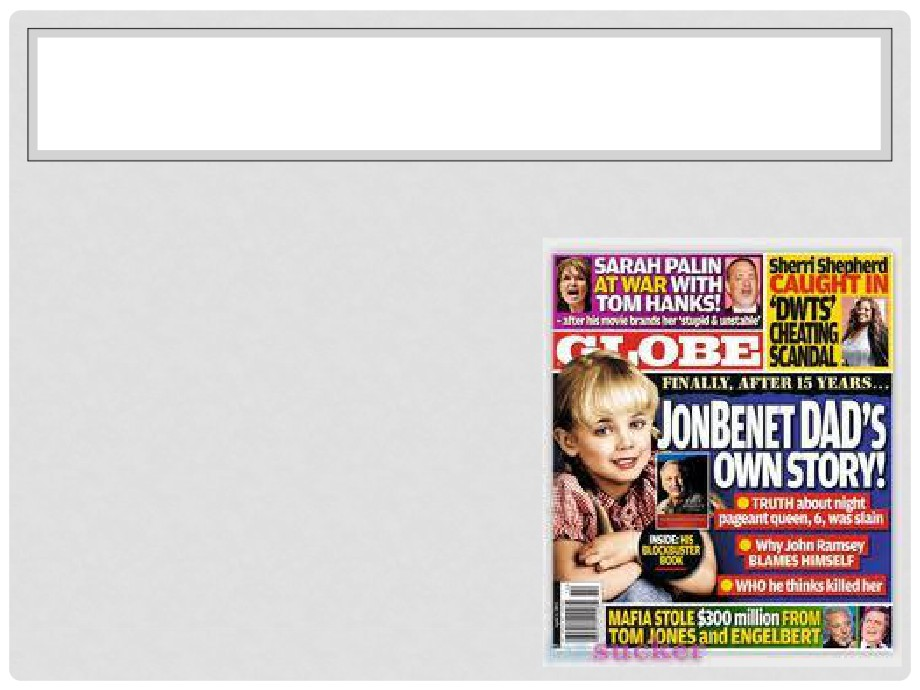 SARAH PALIN
AT WAR WITH
TOM HANKS!
- after his movie brands her 'stupid & unstable'
Sherri Shepherd
CAUGHT IN
'DWTS'
CHEATING
SCANDAL
GLOBE
FINALLY, AFTER 15 YEARS...
JONBENET DAD'S
OWN STORY!
TRUTH about night
pageant queen, 6, was slain
INSIDE: HIS
BLOCKBUSTER
BOOK
Why John Ramsey
BLAMES HIMSELF
WHO he thinks killed her
MAFIA STOLE $300 million FROM
TOM JONES and ENGELBERT
sucker